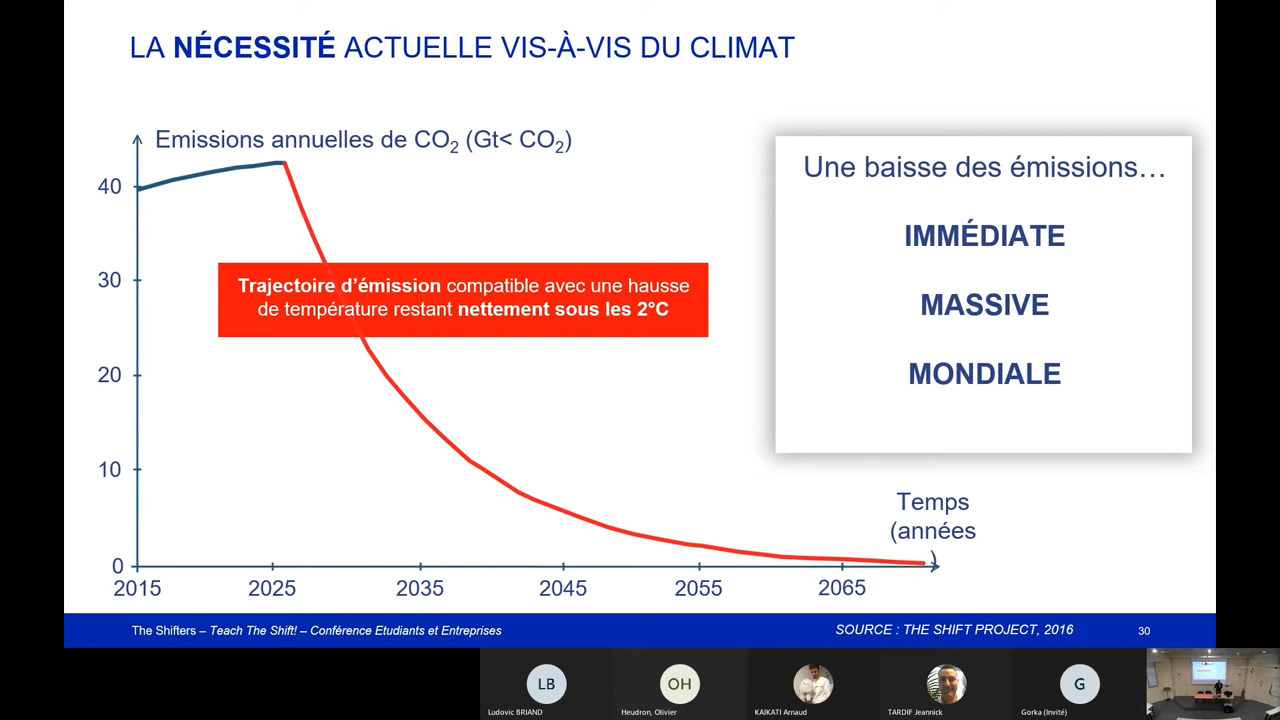 LA NÉCESSITÉ ACTUELLE VIS-À-VIS DU CLIMAT
Emissions annuelles de CO₂ (Gt< CO₂)
40
30
20
10
0
Trajectoire d’émission compatible avec une hausse
de température restant nettement sous les 2°C
Une baisse des émissions…
IMMÉDIATE
MASSIVE
MONDIALE
Temps
(années
)
2015 2025 2035 2045 2055 2065
The Shifters – Teach The Shift! – Conférence Etudiants et Entreprises
SOURCE : THE SHIFT PROJECT, 2016
30
LB
OH
G
Ludovic BRIAND
Heudron, Olivier
KAIKATI Arnaud
TARDIF Jeannick
Gorka (Invité)